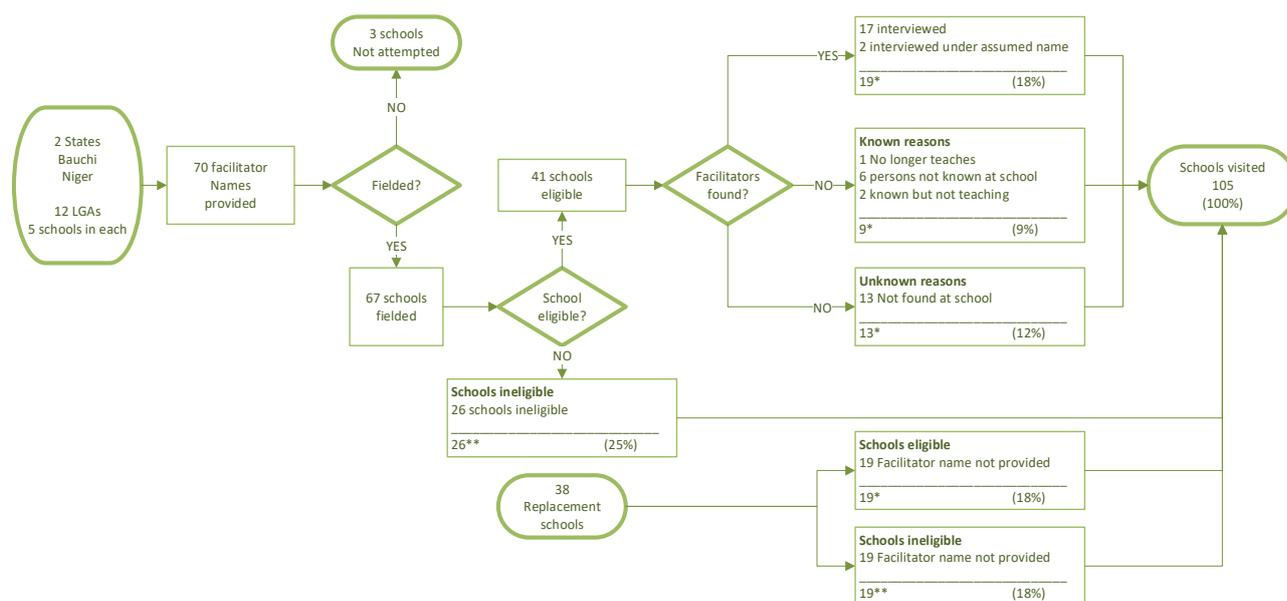 3 schools
Not attempted
NO
2 States
Bauchi
Niger
12 LGAs
5 schools in each
70 facilitator
Names
provided
Fielded?
YES
67 schools
fielded
School
eligible?
YES
41 schools
eligible
NO
Schools ineligible
26 schools ineligible
26** (25%)
Facilitators
found?
YES
17 interviewed
2 interviewed under assumed name
19* (18%)
NO
Known reasons
1 No longer teaches
6 persons not known at school
2 known but not teaching
9* (9%)
NO
Unknown reasons
13 Not found at school
13* (12%)
Schools visited
105
(100%)
38
Replacement
schools
Schools eligible
19 Facilitator name not provided
19* (18%)
Schools ineligible
19 Facilitator name not provided
19** (18%)